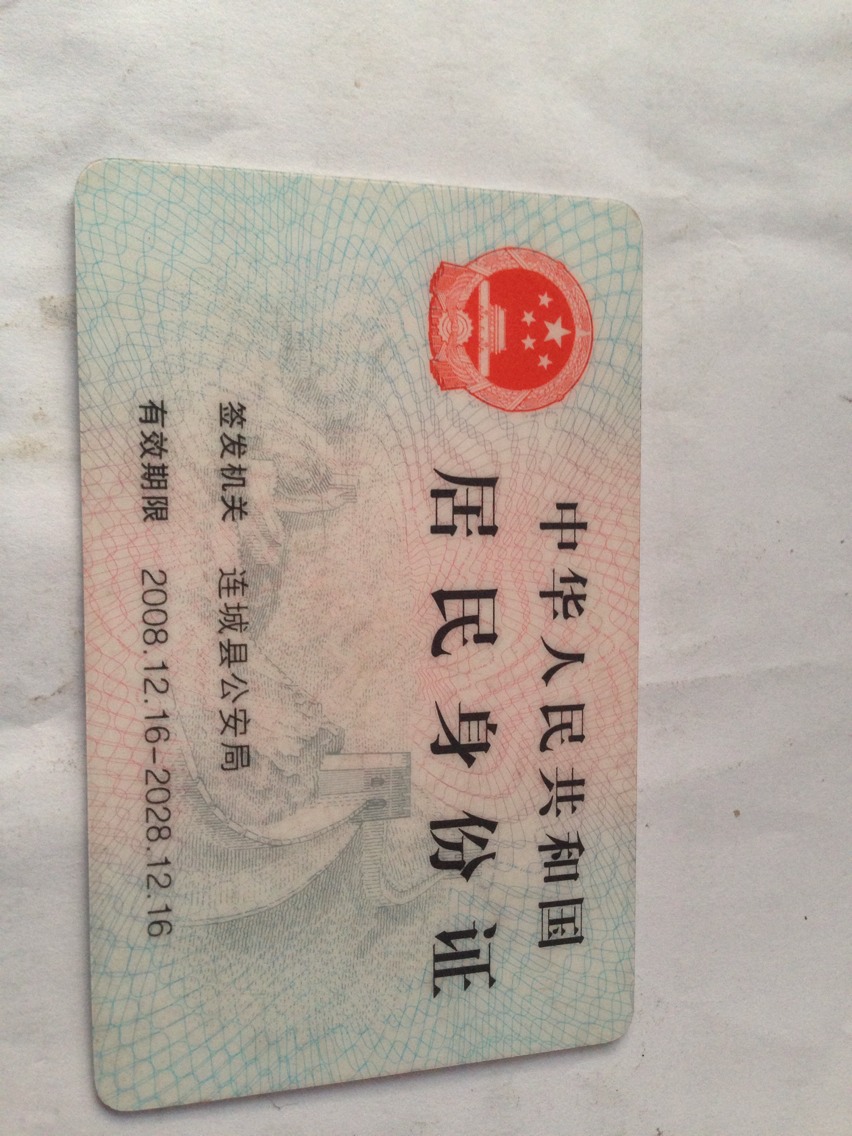 中华人民共和国
居民身份证
签发机关 连城县公安局
有效期限 2008.12.16-2028.12.16